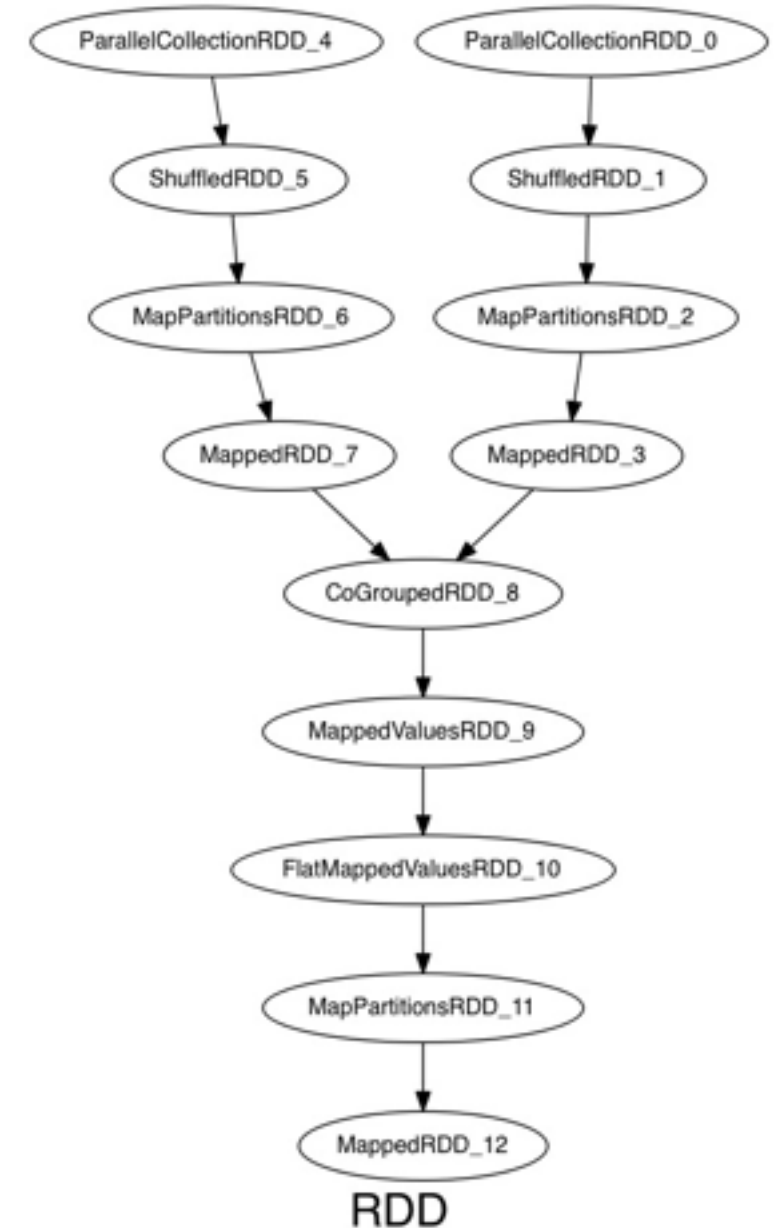 ParallelCollectionRDD_4
ParallelCollectionRDD_0
ShuffledRDD_5
ShuffledRDD_1
MapPartitionsRDD_6
MapPartitionsRDD_2
MappedRDD_7
MappedRDD_3
CoGroupedRDD_8
MappedValuesRDD_9
FlatMappedValuesRDD_10
MapPartitionsRDD_11
MappedRDD_12
RDD